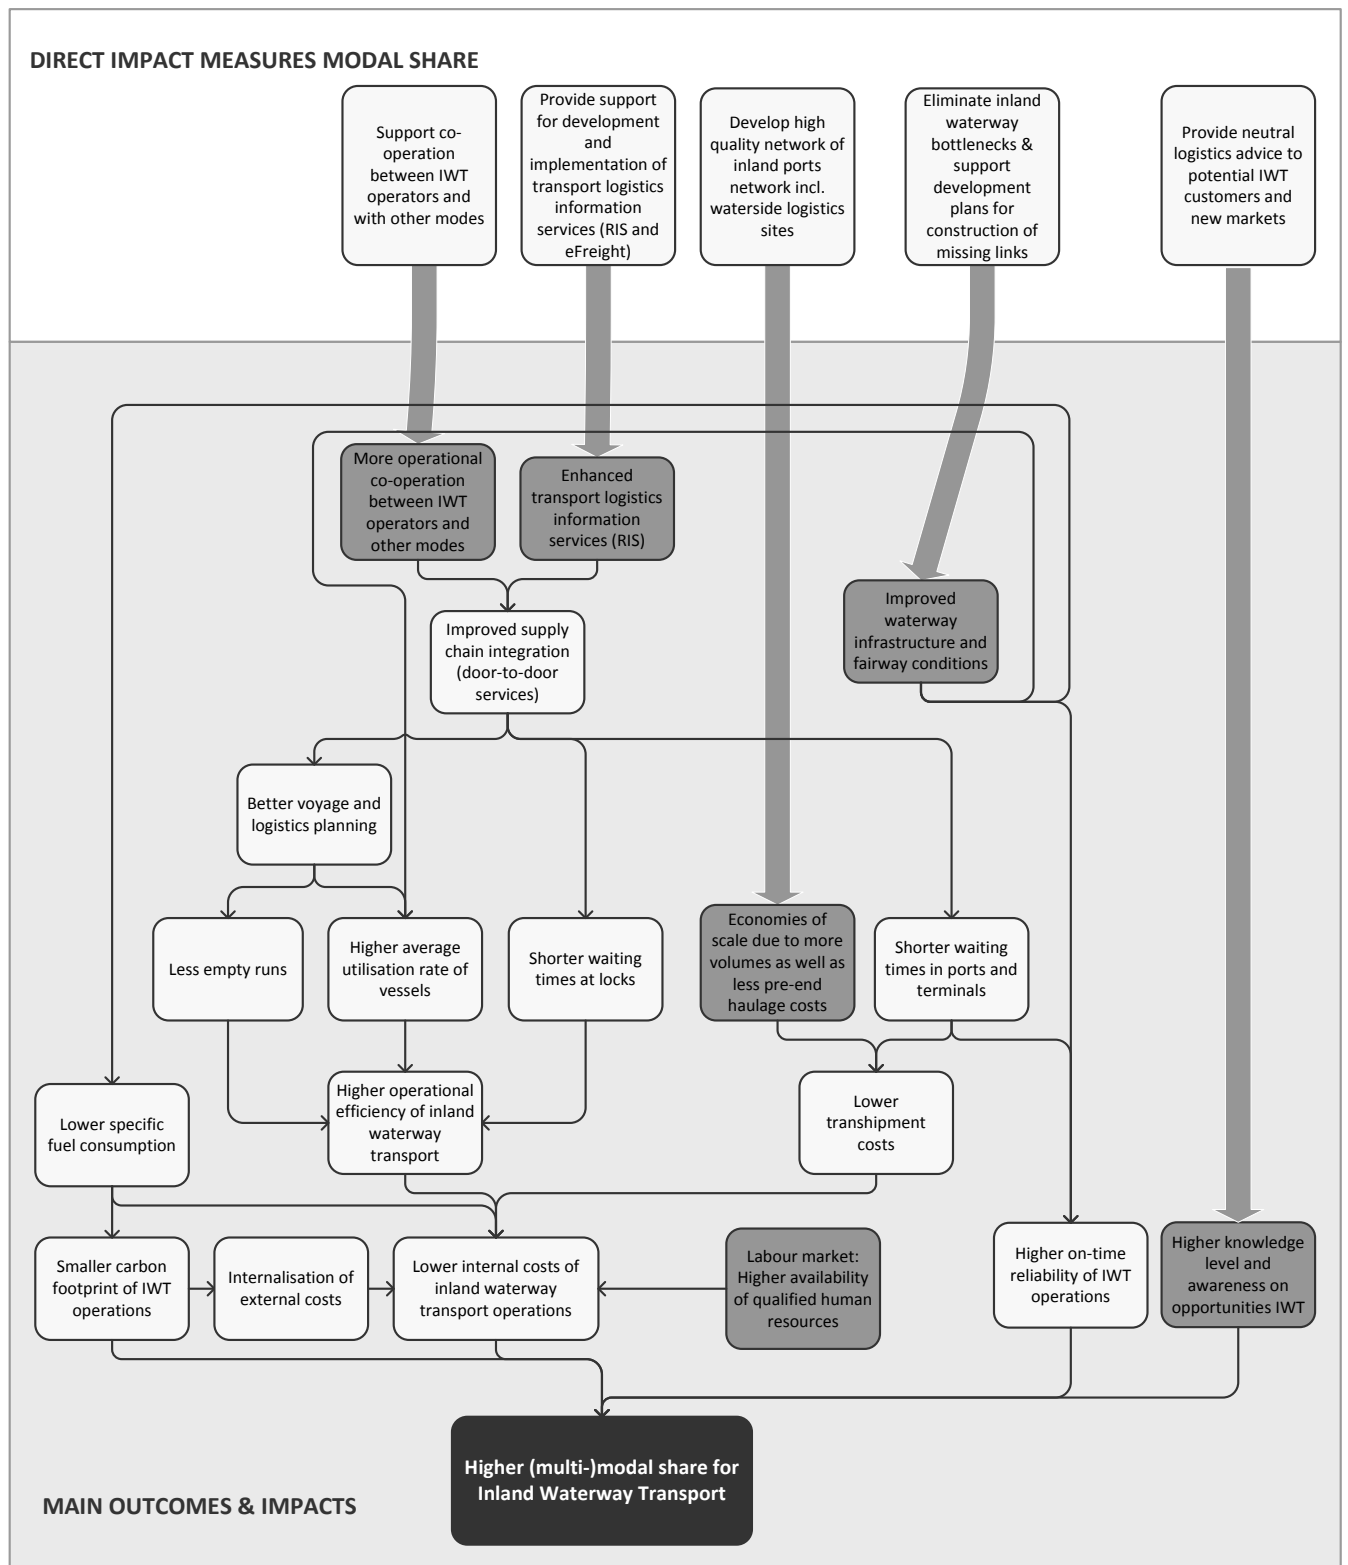 DIRECT IMPACT MEASURES MODAL SHARE
Support co-
operation
between IWT
operators and
with other modes
Provide support
for development
and
implementation of
transport logistics
information
services (RIS and
eFreight)
Develop high
quality network of
inland ports
network incl.
waterside logistics
sites
Eliminate inland
waterway
bottlenecks &
support
development
plans for
construction of
missing links
Provide neutral
logistics advice to
potential IWT
customers and
new markets
More operational
co-operation
between IWT
operators and
other modes
Enhanced
transport logistics
information
services (RIS)
Improved
waterway
infrastructure and
fairway conditions
Improved supply
chain integration
(door-to-door
services)
Better voyage and
logistics planning
Less empty runs
Higher average
utilisation rate of
vessels
Shorter waiting
times at locks
Economies of
scale due to more
volumes as well as
less pre-end
haulage costs
Shorter waiting
times in ports and
terminals
Lower specific
fuel consumption
Higher operational
efficiency of inland
waterway
transport
Lower
transhipment
costs
Smaller carbon
footprint of IWT
operations
Internalisation of
external costs
Lower internal costs of
inland waterway
transport operations
Labour market:
Higher availability
of qualified human
resources
Higher on-time
reliability of IWT
operations
Higher knowledge
level and
awareness on
opportunities IWT
Higher (multi-)modal share for
Inland Waterway Transport
MAIN OUTCOMES & IMPACTS